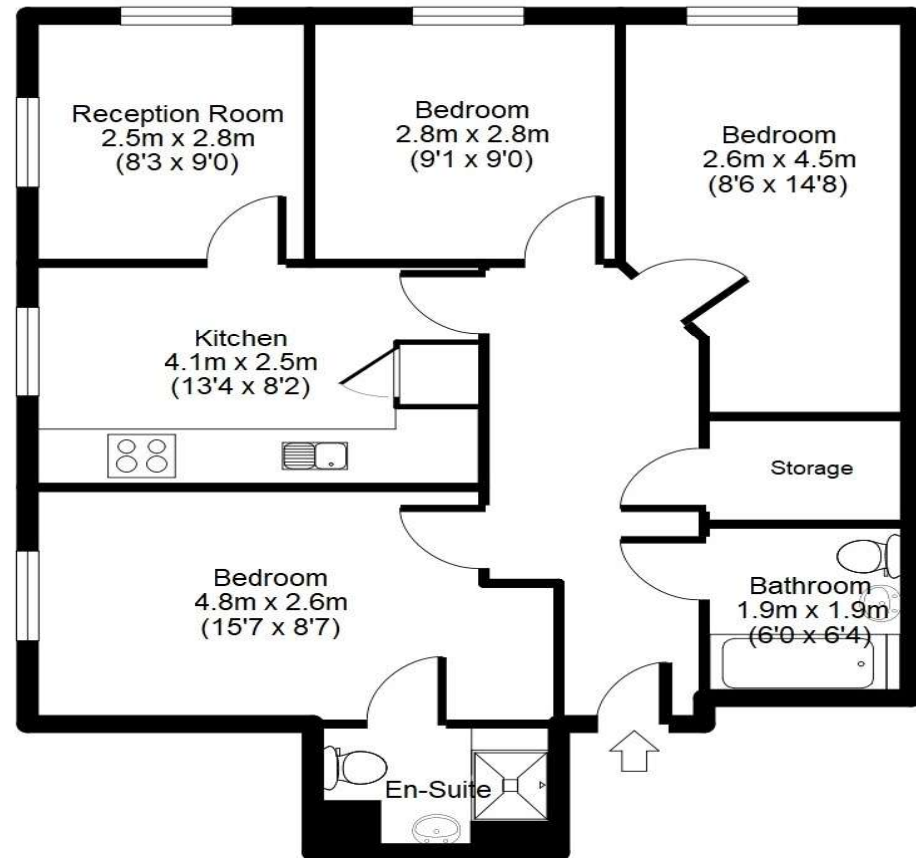 Reception Room
2.5m x 2.8m
(8'3 x 9'0)
Bedroom
2.8m x 2.8m
(9'1 x 9'0)
Bedroom
2.6m x 4.5m
(8'6 x 14'8)
Kitchen
4.1m x 2.5m
(13'4 x 8'2)
Storage
Bedroom
4.8m x 2.6m
(15'7 x 8'7)
Bathroom
1.9m x 1.9m
(6'0 x 6'4)
En-Suite